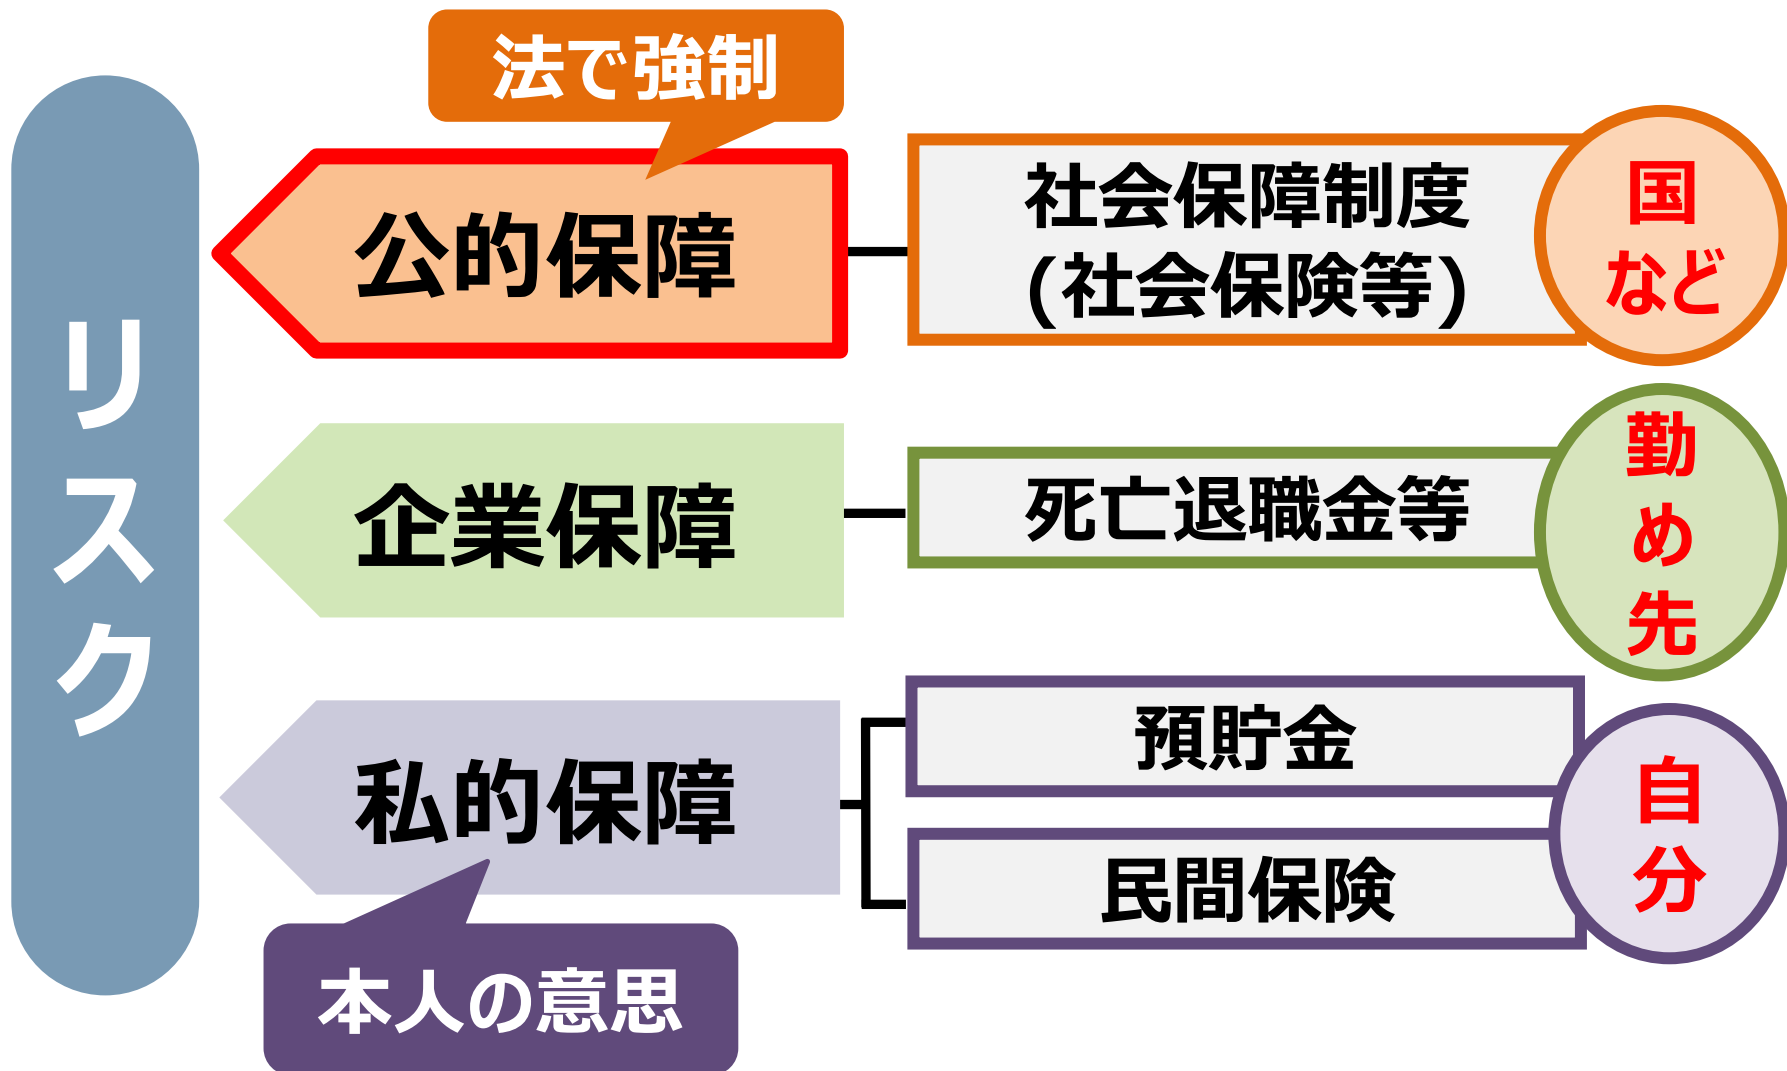 リスク
法で強制
公的保障
社会保障制度
(社会保険等)
国
など
企業保障
死亡退職金等
勤め先
私的保障
預貯金
民間保険
自分
本人の意思